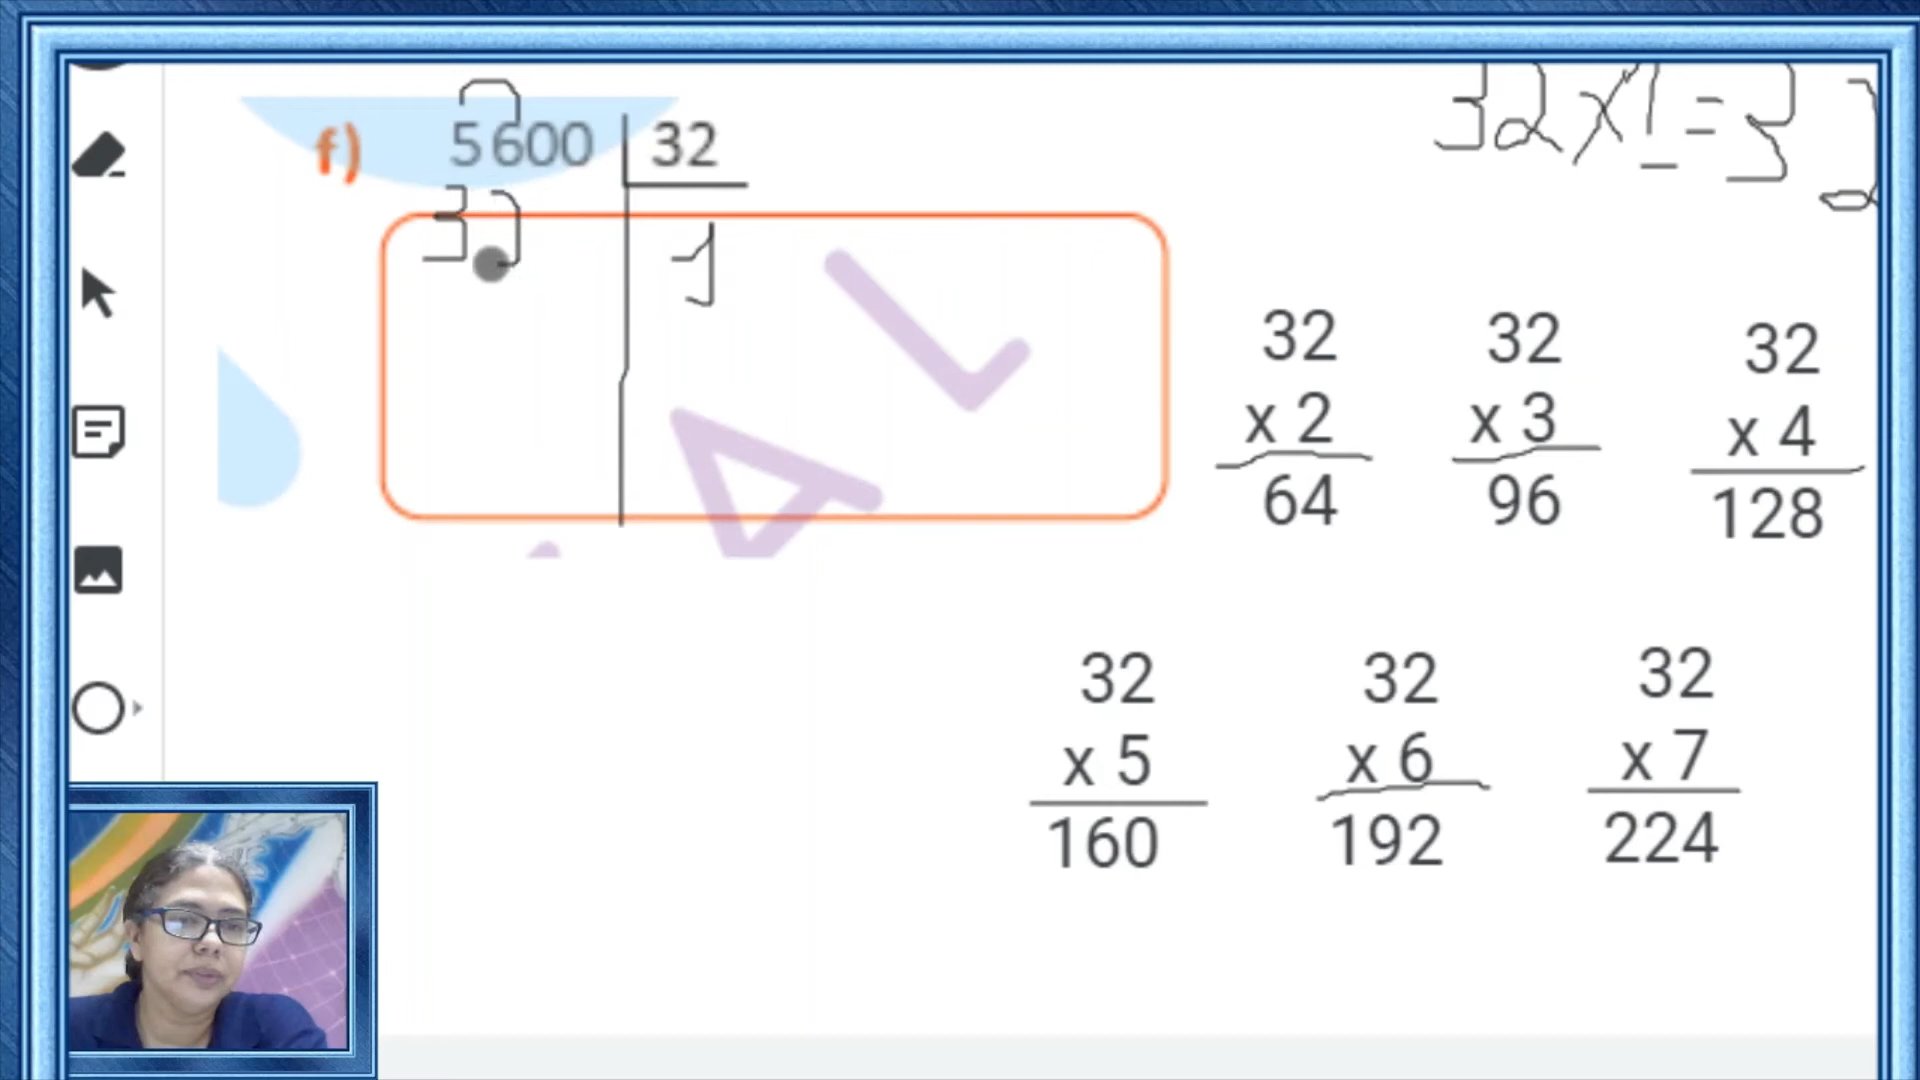 32 x 1 = 32
f) 5600 32
32 1
32
x 2
64
32
x 3
96
32
x 4
128
32
x 5
160
32
x 6
192
32
x 7
224